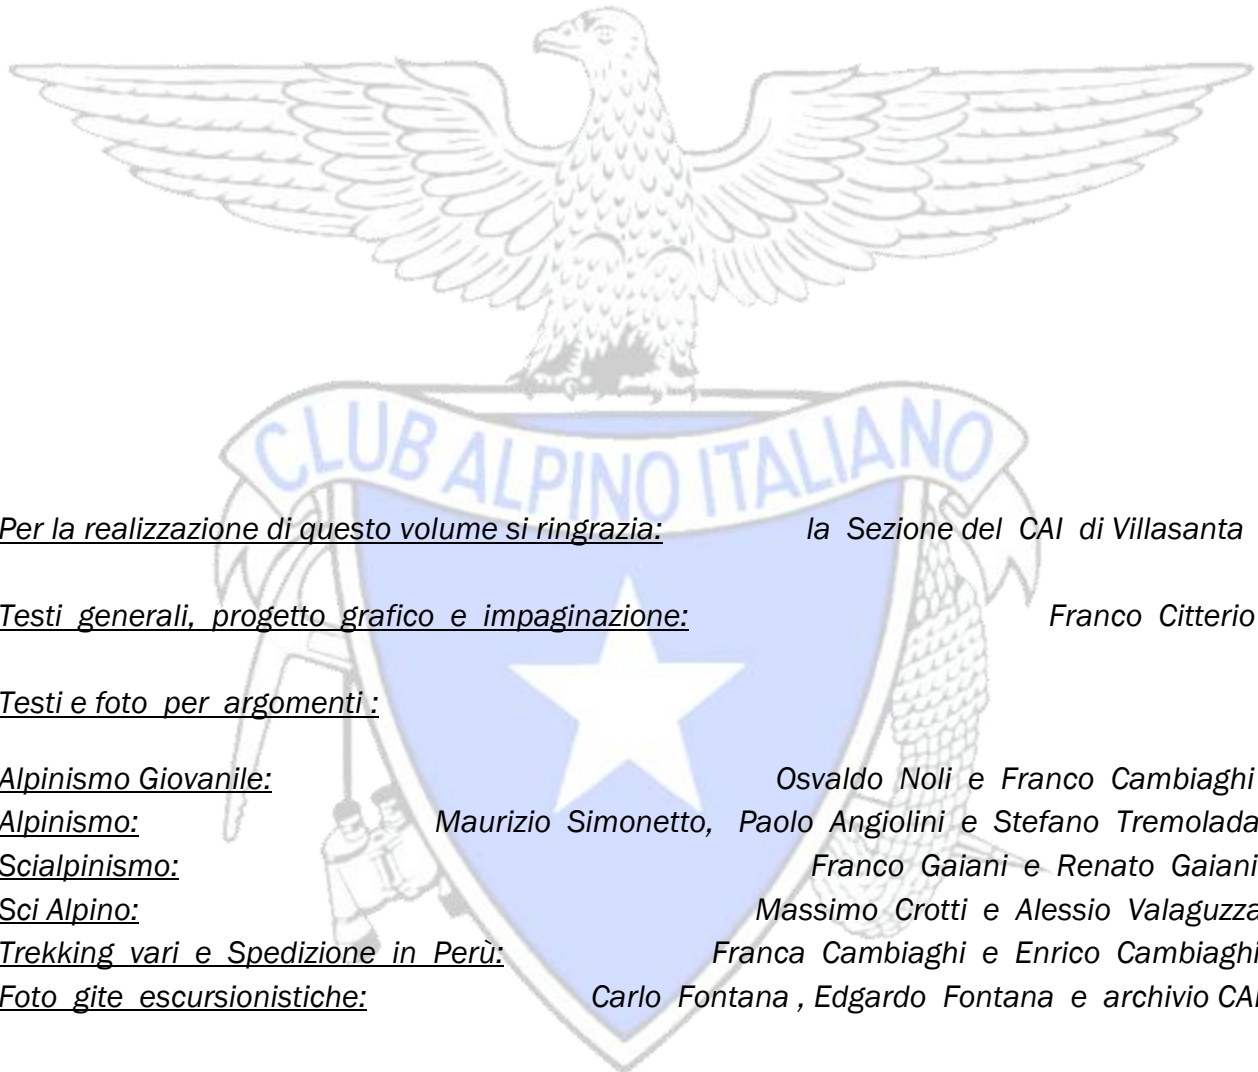 CLUB ALPINO ITALIANO
Per la realizzazione di questo volume si ringrazia: la Sezione del CAI di Villasanta
Testi generali, progetto grafico e impaginazione: Franco Citterio
Testi e foto per argomenti :
Alpinismo Giovanile: Osvaldo Noli e Franco Cambiaghi
Alpinismo: Maurizio Simonetto, Paolo Angiolini e Stefano Tremolada
Scialpinismo: Franco Gaiani e Renato Gaiani
Sci Alpino: Massimo Crotti e Alessio Valaguzza
Trekking vari e Spedizione in Perù: Franca Cambiaghi e Enrico Cambiaghi
Foto gite escursionistiche: Carlo Fontana , Edgardo Fontana e archivio CAI